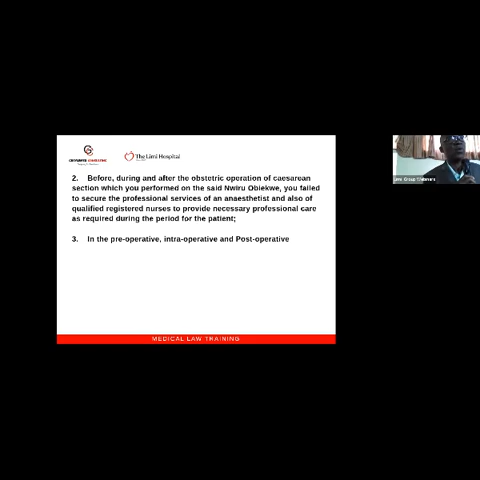 The Limi Hospital
2. Before, during and after the obstetric operation of caesarean
section which you performed on the said Nwiru Obiekwe, you failed
to secure the professional services of an anaesthetist and also of
qualified registered nurses to provide necessary professional care
as required during the period for the patient;
3. In the pre-operative, intra-operative and Post-operative
MEDICAL LAW TRAINING